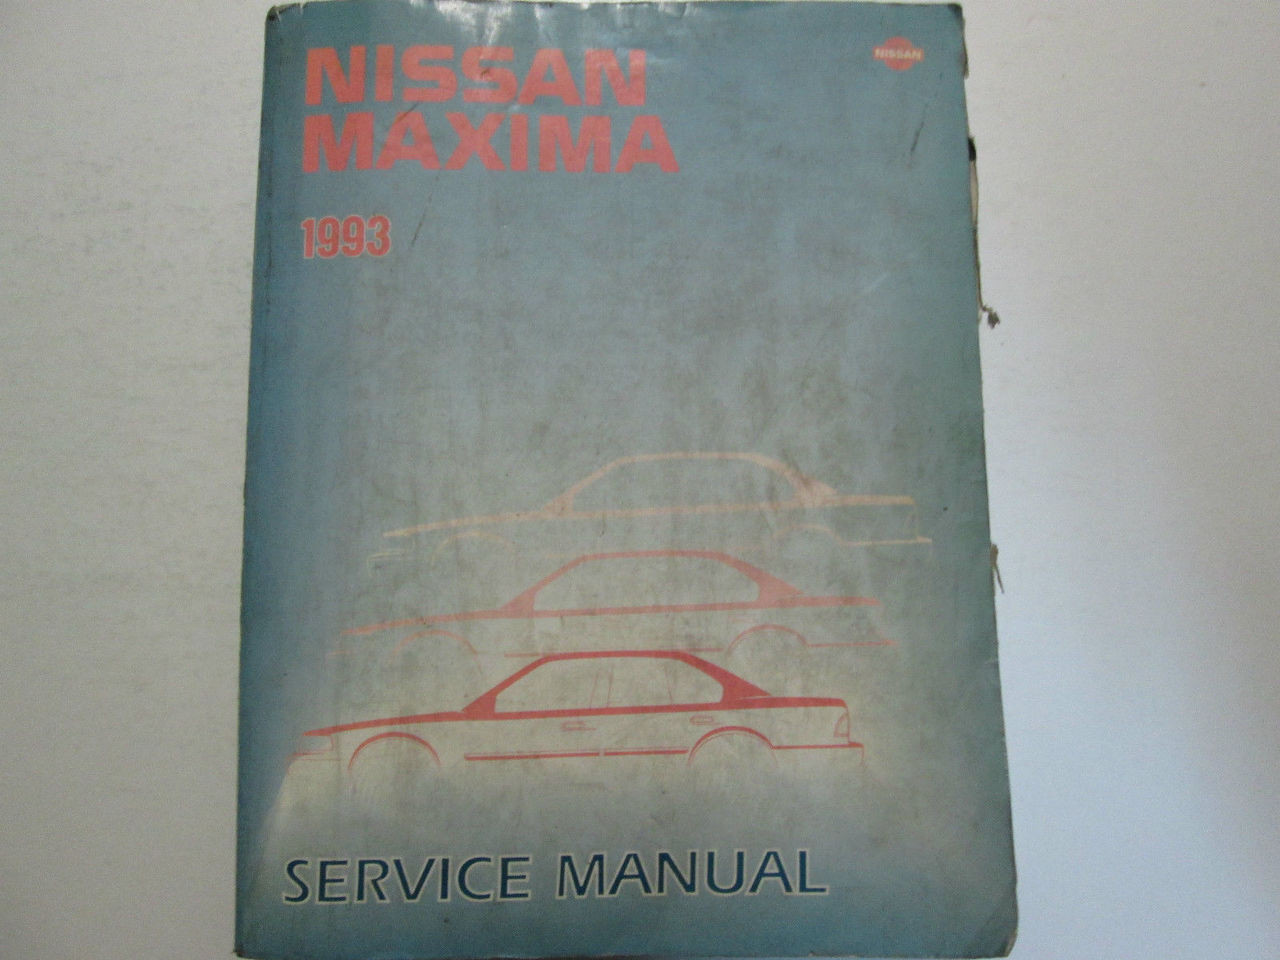 NISSAN
MAXIMA
NISSAN
1993
SERVICE MANUAL